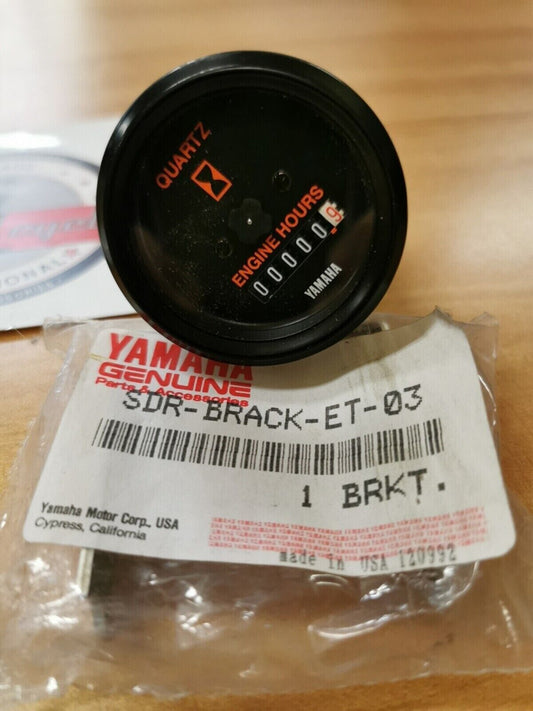 QUARTZ
ENGINE HOURS
00000.9
YAMAHA
YAMAHA
GENUINE
Parts & Accessories
SDR-BRACK-ET-03
1 BRKT.
Yamaha Motor Corp., USA
Cypress, California
made in USA 120992